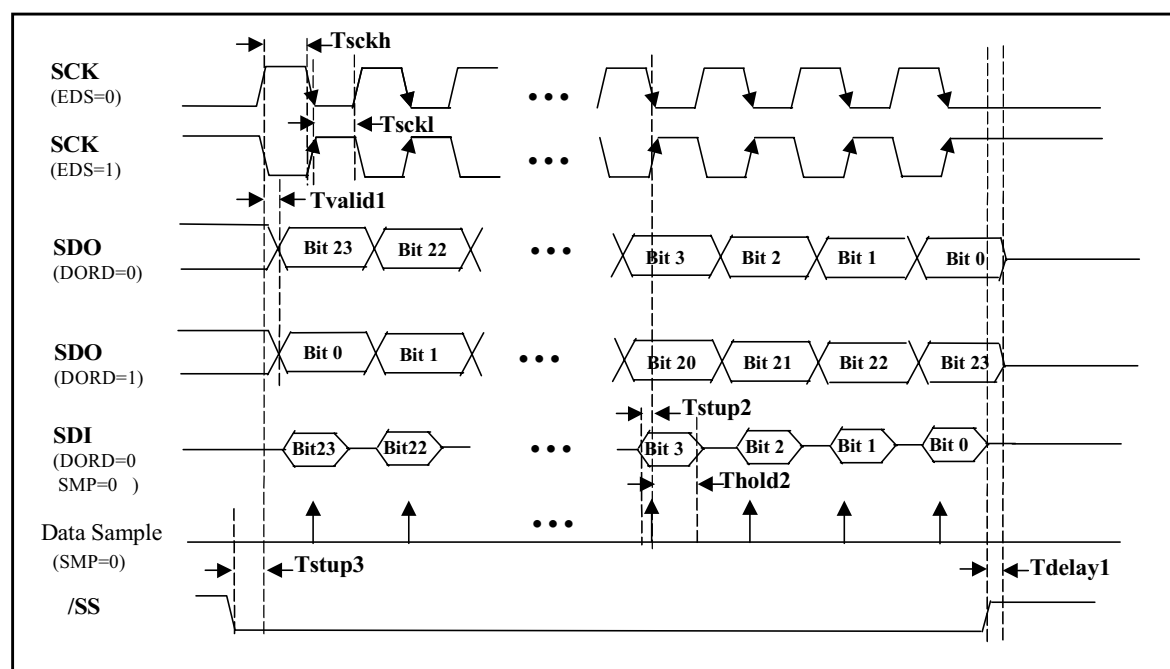 Tsckh
SCK
(EDS=0)
•••
Tsckl
SCK
(EDS=1)
•••
Tvalid1
SDO
(DORD=0)
Bit 23 Bit 22 ••• Bit 3 Bit 2 Bit 1 Bit 0
SDO
(DORD=1)
Bit 0 Bit 1 ••• Bit 20 Bit 21 Bit 22 Bit 23
Tstup2
SDI
(DORD=0
SMP=0 )
Bit23 Bit22 ••• Bit 3 Bit 2 Bit 1 Bit 0
Thold2
Data Sample
(SMP=0)
•••
Tstup3
Tdelay1
/SS